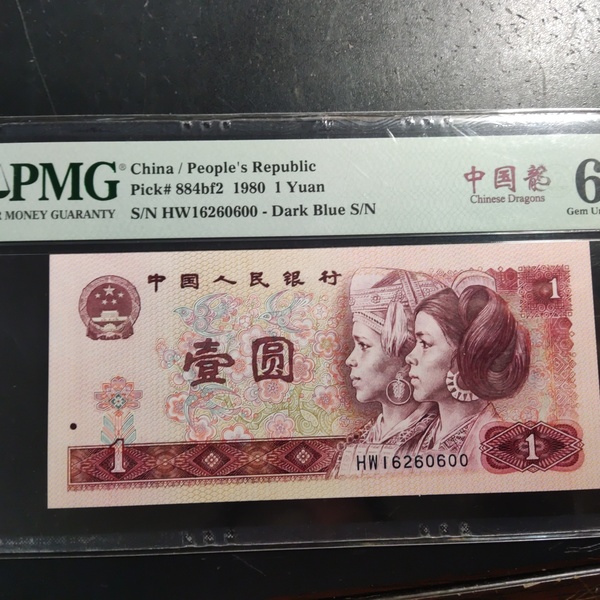 PMG®
MONEY GUARANTY
China / People's Republic
Pick# 884bf2 1980 1 Yuan
S/N HW16260600 - Dark Blue S/N
中国龍
Chinese Dragons
6
Gem
中国人民银行
1
壹圆
1
1
HW16260600